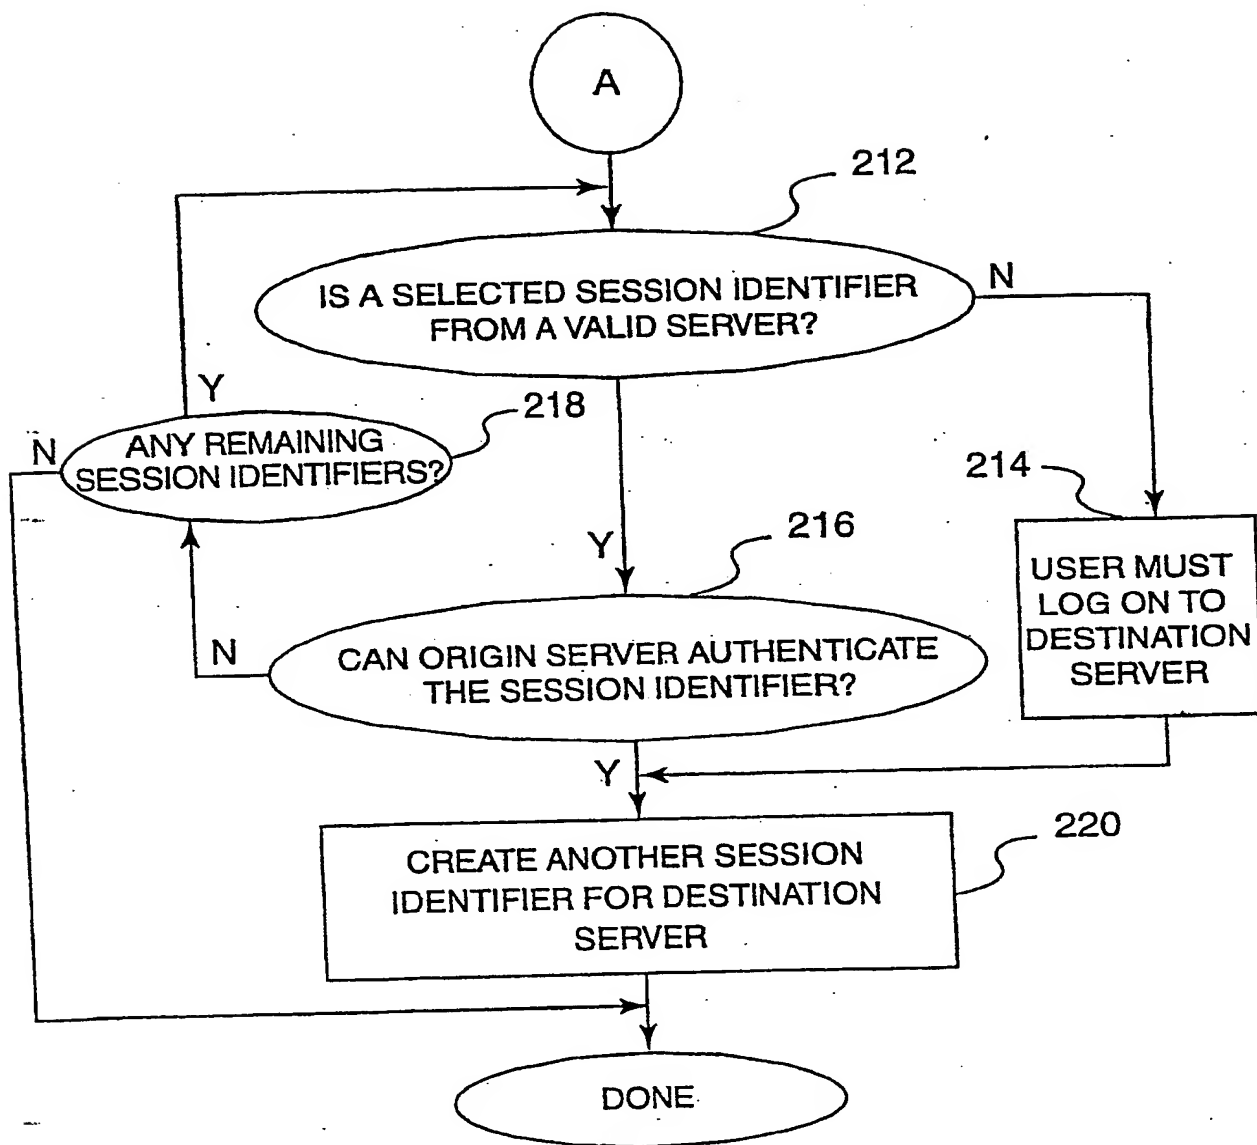 A
212
IS A SELECTED SESSION IDENTIFIER
FROM A VALID SERVER?
N
Y
218
ANY REMAINING
SESSION IDENTIFIERS?
N
214
Y
216
USER MUST
LOG ON TO
DESTINATION
SERVER
N
CAN ORIGIN SERVER AUTHENTICATE
THE SESSION IDENTIFIER?
Y
220
CREATE ANOTHER SESSION
IDENTIFIER FOR DESTINATION
SERVER
DONE